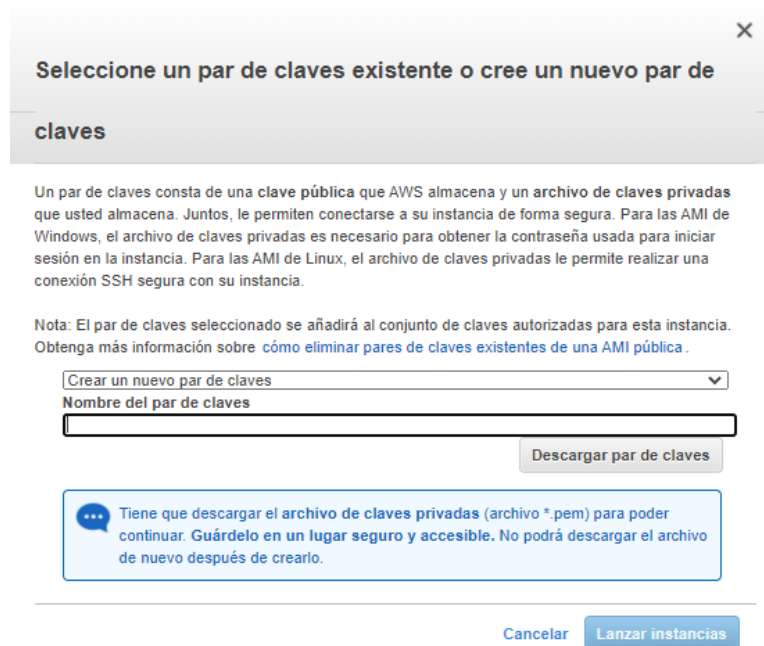 Seleccione un par de claves existente o cree un nuevo par de
claves
Un par de claves consta de una clave pública que AWS almacena y un archivo de claves privadas
que usted almacena. Juntos, le permiten conectarse a su instancia de forma segura. Para las AMI de
Windows, el archivo de claves privadas es necesario para obtener la contraseña usada para iniciar
sesión en la instancia. Para las AMI de Linux, el archivo de claves privadas le permite realizar una
conexión SSH segura con su instancia.
Nota: El par de claves seleccionado se añadirá al conjunto de claves autorizadas para esta instancia.
Obtenga más información sobre cómo eliminar pares de claves existentes de una AMI pública.
Crear un nuevo par de claves
Nombre del par de claves
Descargar par de claves
Tiene que descargar el archivo de claves privadas (archivo *.pem) para poder
continuar. Guárdelo en un lugar seguro y accesible. No podrá descargar el archivo
de nuevo después de crearlo.
Cancelar Lanzar instancias